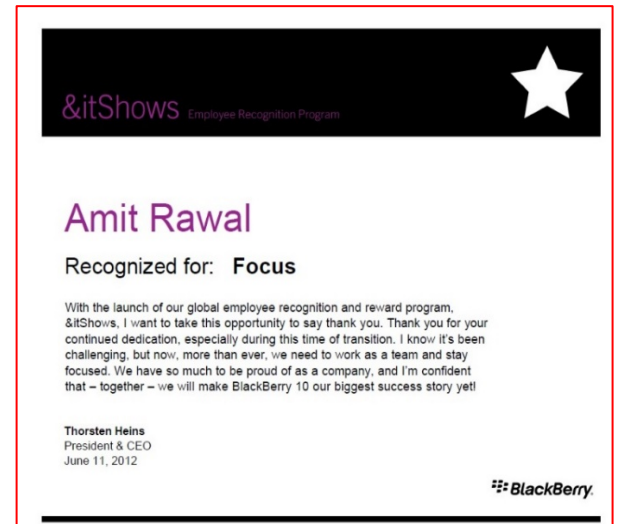 &itShows Employee Recognition Program
Amit Rawal
Recognized for: Focus
With the launch of our global employee recognition and reward program,
&itShows, I want to take this opportunity to say thank you. Thank you for your
continued dedication, especially during this time of transition. I know it's been
challenging, but now, more than ever, we need to work as a team and stay
focused. We have so much to be proud of as a company, and I'm confident
that – together – we will make BlackBerry 10 our biggest success story yet!
Thorsten Heins
President & CEO
June 11, 2012
BlackBerry.